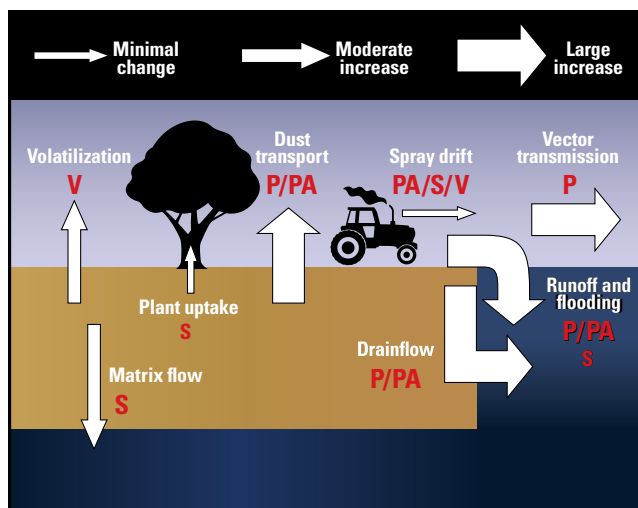 Minimal
change
Moderate
increase
Large
increase
Volatilization
V
Dust
transport
P/PA
Spray drift
PA/S/V
Vector
transmission
P
Plant uptake
S
Matrix flow
S
Drainflow
P/PA
Runoff and
flooding
P/PA
S